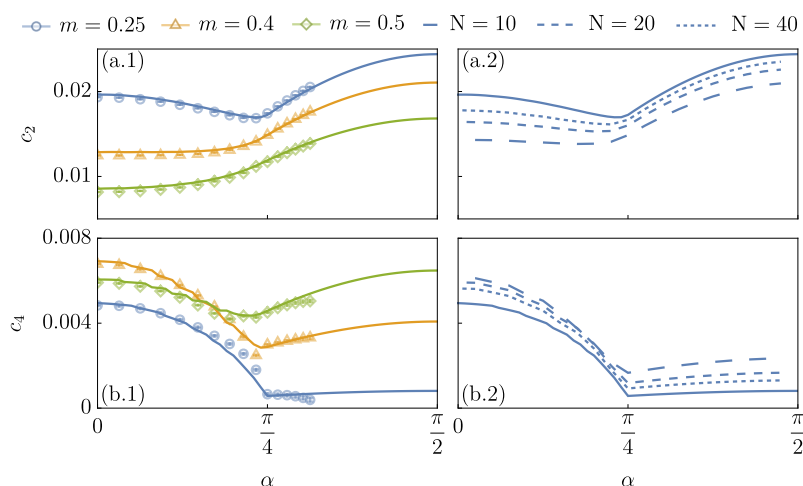 m = 0.25 m = 0.4 m = 0.5 N = 10 N = 20 N = 40
(a.1) (a.2)
0.02
c₂
0.01
0.008
c₄
0.004
0
(b.1) (b.2)
0 π/4 π/2 0 π/4 π/2
α α